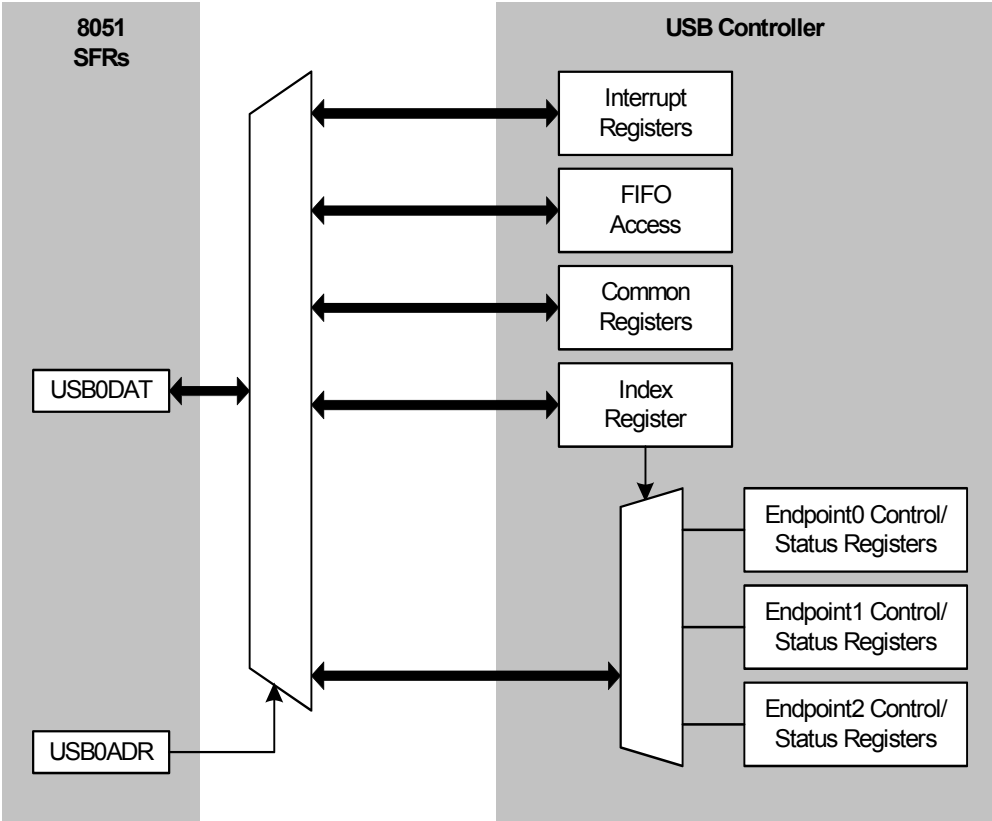 8051
SFRs
USB Controller
Interrupt
Registers
FIFO
Access
Common
Registers
USB0DAT
Index
Register
Endpoint0 Control/
Status Registers
Endpoint1 Control/
Status Registers
Endpoint2 Control/
Status Registers
USB0ADR